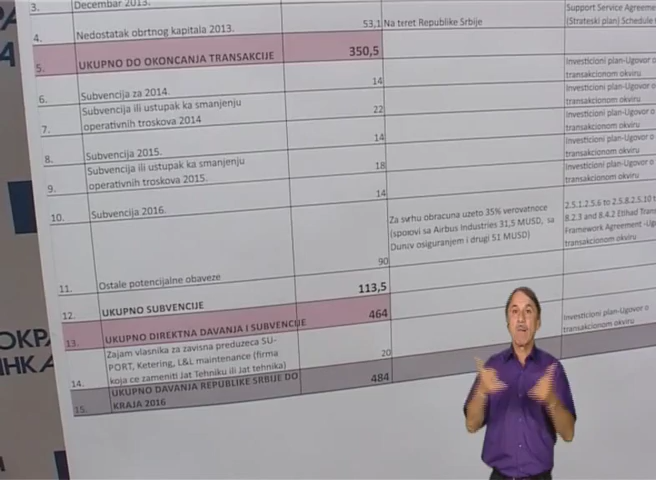 3.
Decembar 2013.
Support Service Agreeme
4. Nedostatak obrtnog kapitala 2013. 53,1 Na teret Republike Srbije
(Strateski plan) Schedule
5. UKUPNO DO OKONCANJA TRANSAKCIJE 350,5
6. Subvencija za 2014. 14
Investicioni plan-Ugovor o
transakcionom okviru
7. Subvencija ili ustupak ka smanjenju
operativnih troskova 2014 22
Investicioni plan-Ugovor o
transakcionom okviru
8. Subvencija 2015. 14
Investicioni plan-Ugovor o
transakcionom okviru
9. Subvencija ili ustupak ka smanjenju
operativnih troskova 2015. 18
Investicioni plan-Ugovor o
transakcionom okviru
10. Subvencija 2016. 14
Investicioni plan-Ugovor o
transakcionom okviru
11. Ostale potencijalne obaveze 90
Za svrhu obracuna uzeto 35% verovatnoce
(sporovi sa Airbus Industries 31,5 MUSD, sa
Dunav osiguranjem i drugi 51 MUSD)
2.5.1.2.5.6 to 2.5.8.2.5.10
8.2.3 and 8.4.2 Etihad Trans
Framework Agreement -Ug
transakcionom okviru
12. UKUPNO SUBVENCIJE 113,5
13. UKUPNO DIREKTNA DAVANJA I SUBVENCIJE 464
14. Zajam vlasnika za zavisna preduzeca SU-
PORT, Ketering, L&L maintenance (firma
koja ce zameniti Jat Tehniku ili Jat tehnika) 20
Investicioni plan-Ugovor o
transakcionom okviru
15. UKUPNO DAVANJA REPUBLIKE SRBIJE DO
KRAJA 2016 484
ОКРА
НКА